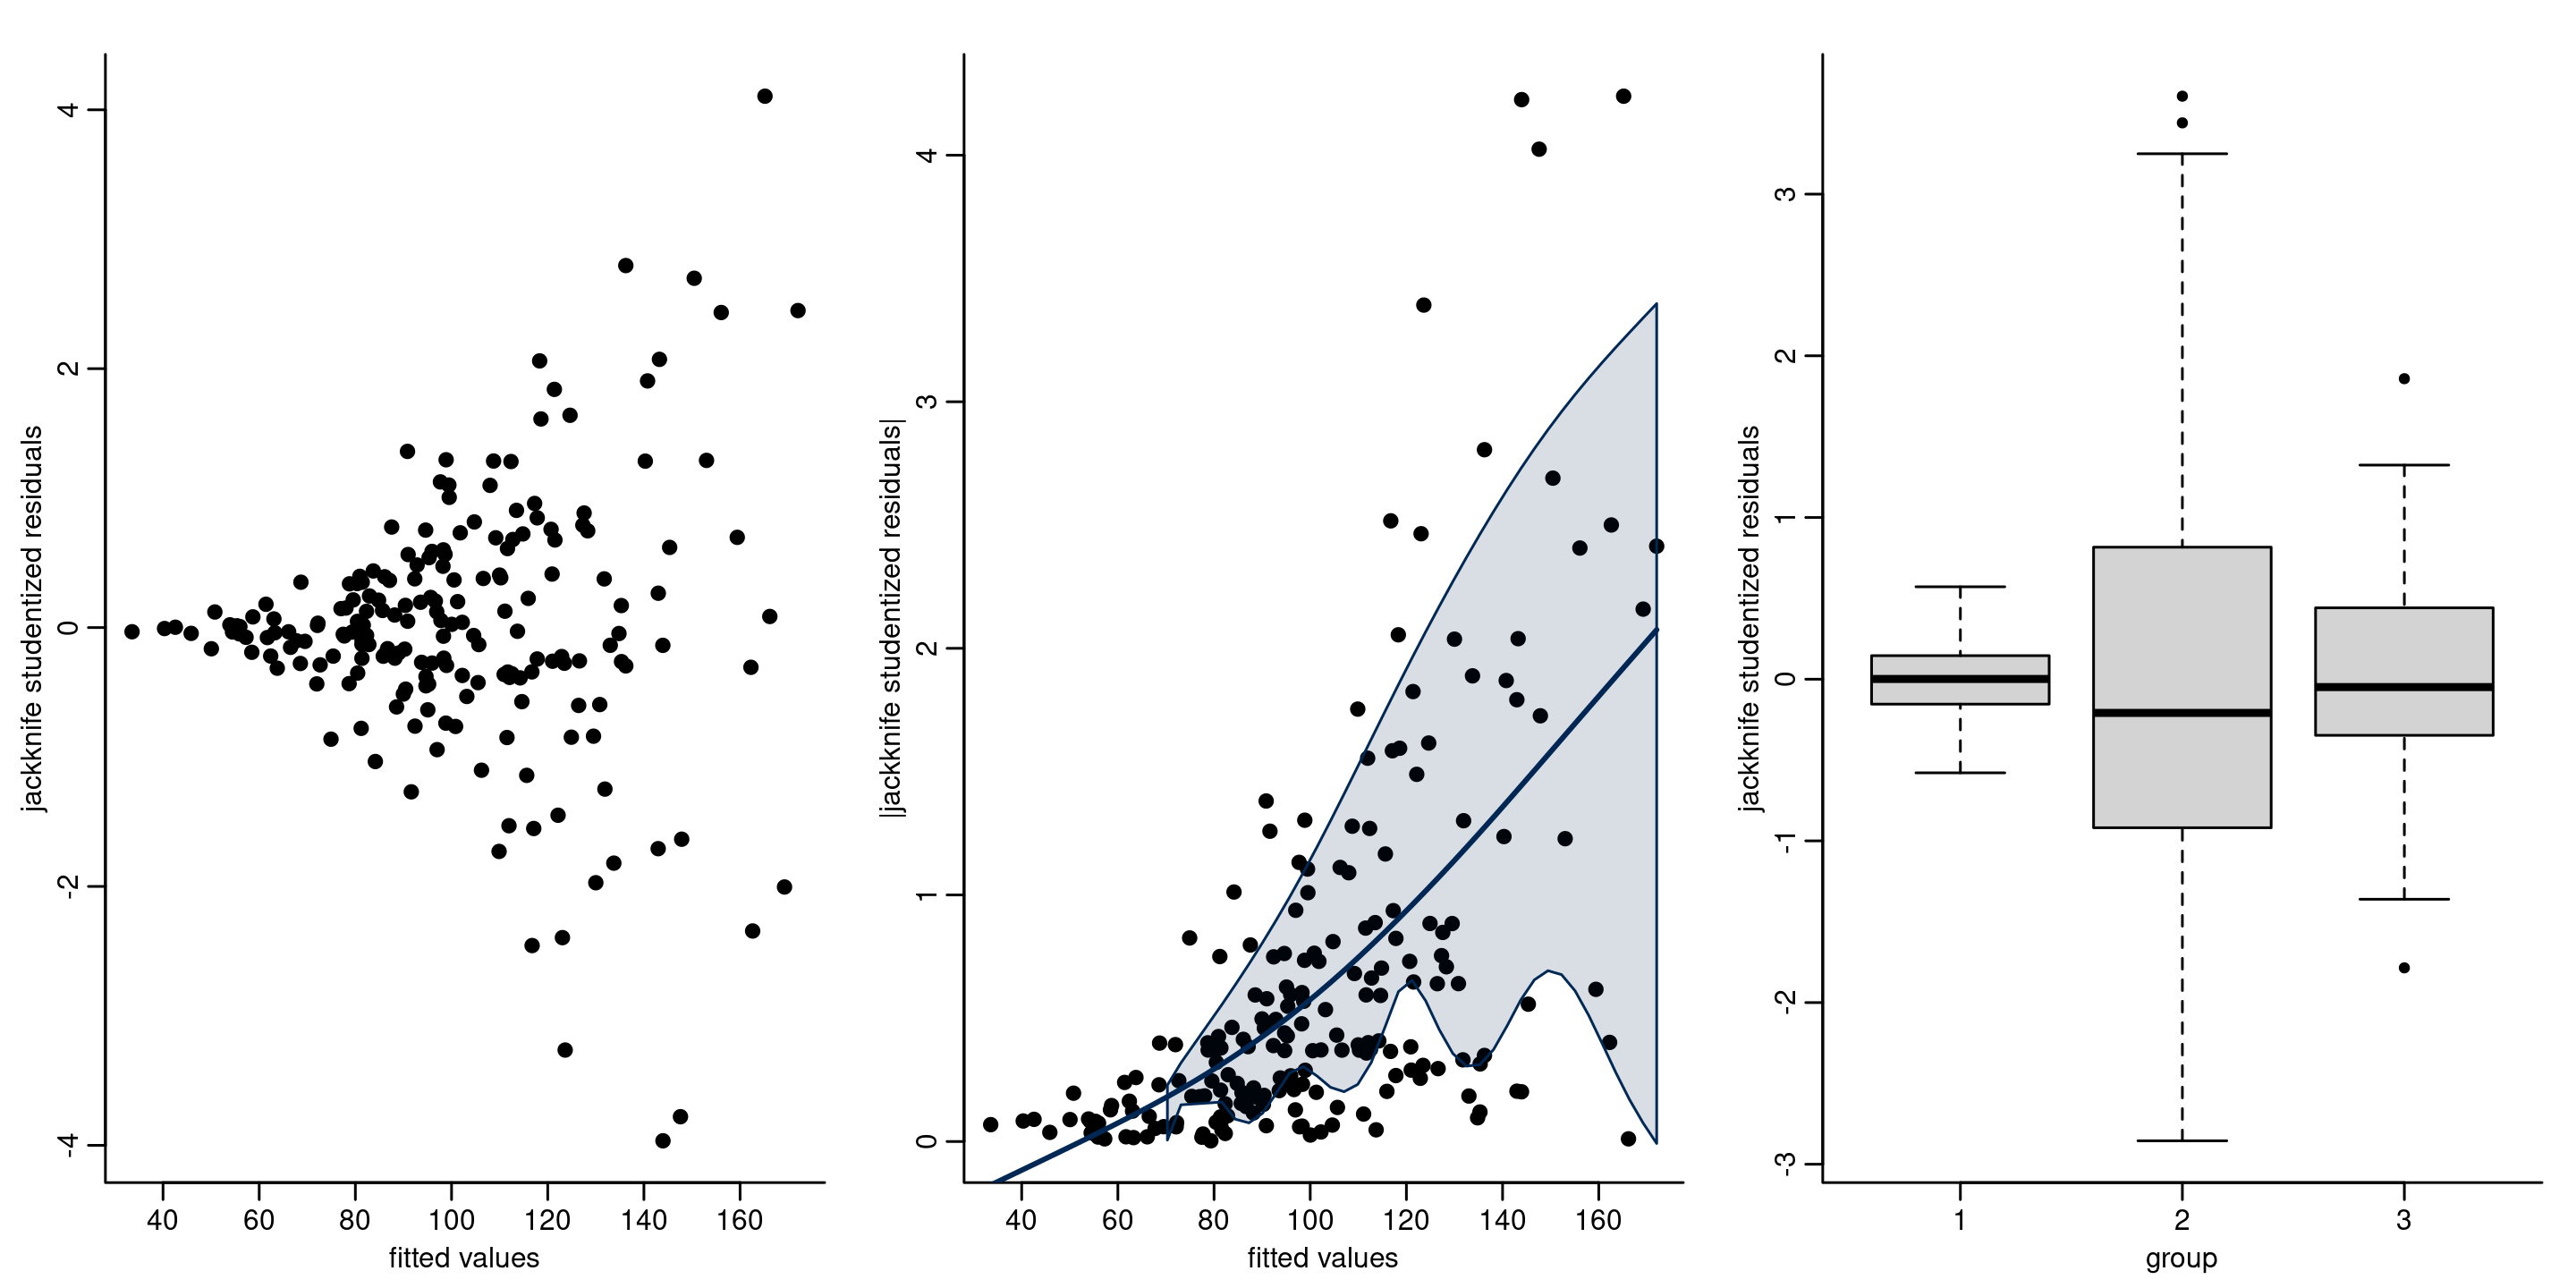 jackknife studentized residuals
4
2
0
-2
-4
40 60 80 100 120 140 160
fitted values
|jackknife studentized residuals|
4
3
2
1
0
40 60 80 100 120 140 160
fitted values
jackknife studentized residuals
3
2
1
0
-1
-2
-3
1 2 3
group